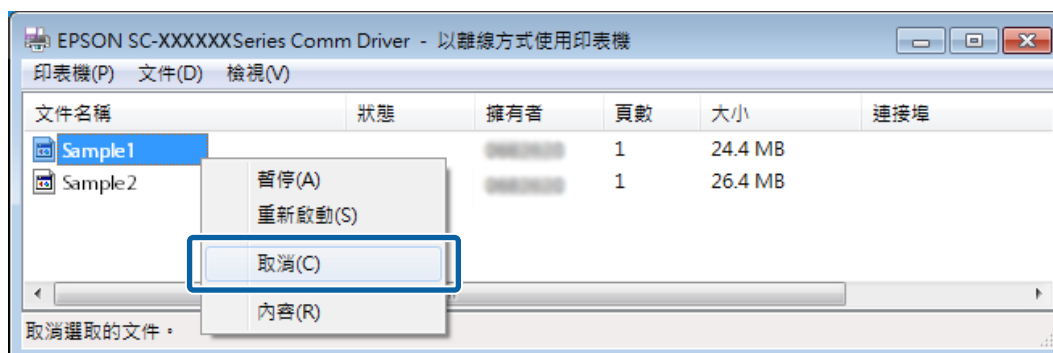 EPSON SC-XXXXXXSeries Comm Driver - 以離線方式使用印表機
印表機(P) 文件(D) 檢視(V)
文件名稱 狀態 擁有者 頁數 大小 連接埠
Sample1 1 24.4 MB
Sample2 1 26.4 MB
暫停(A)
重新啟動(S)
取消(C)
內容(R)
取消選取的文件。